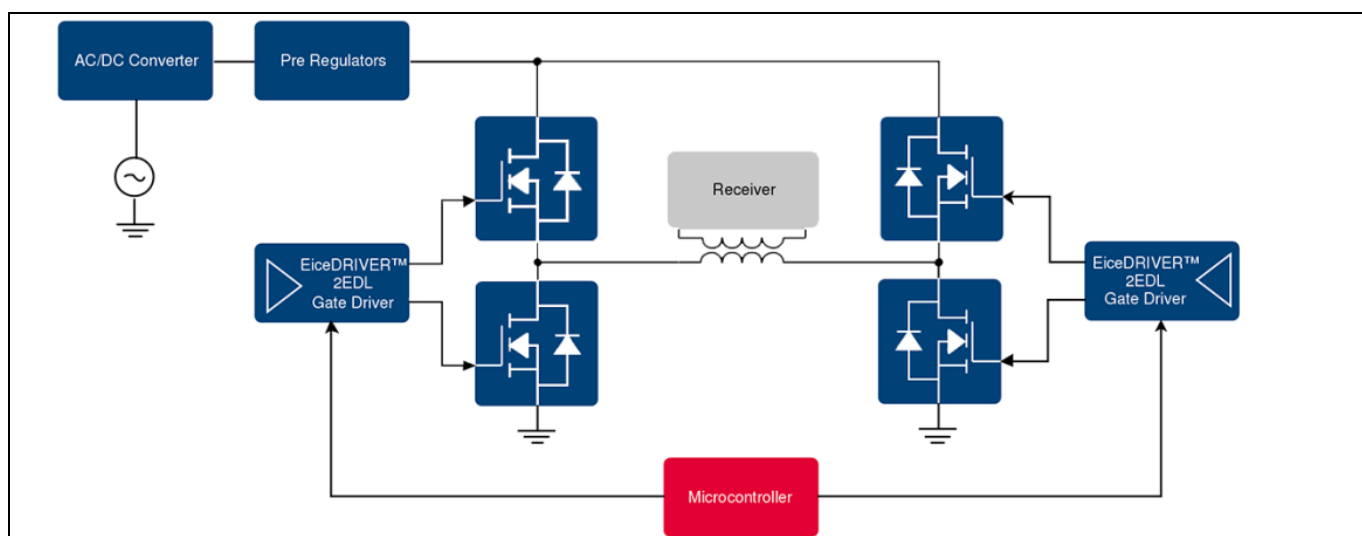 AC/DC Converter
Pre Regulators
Receiver
EiceDRIVER™
2EDL
Gate Driver
EiceDRIVER™
2EDL
Gate Driver
Microcontroller